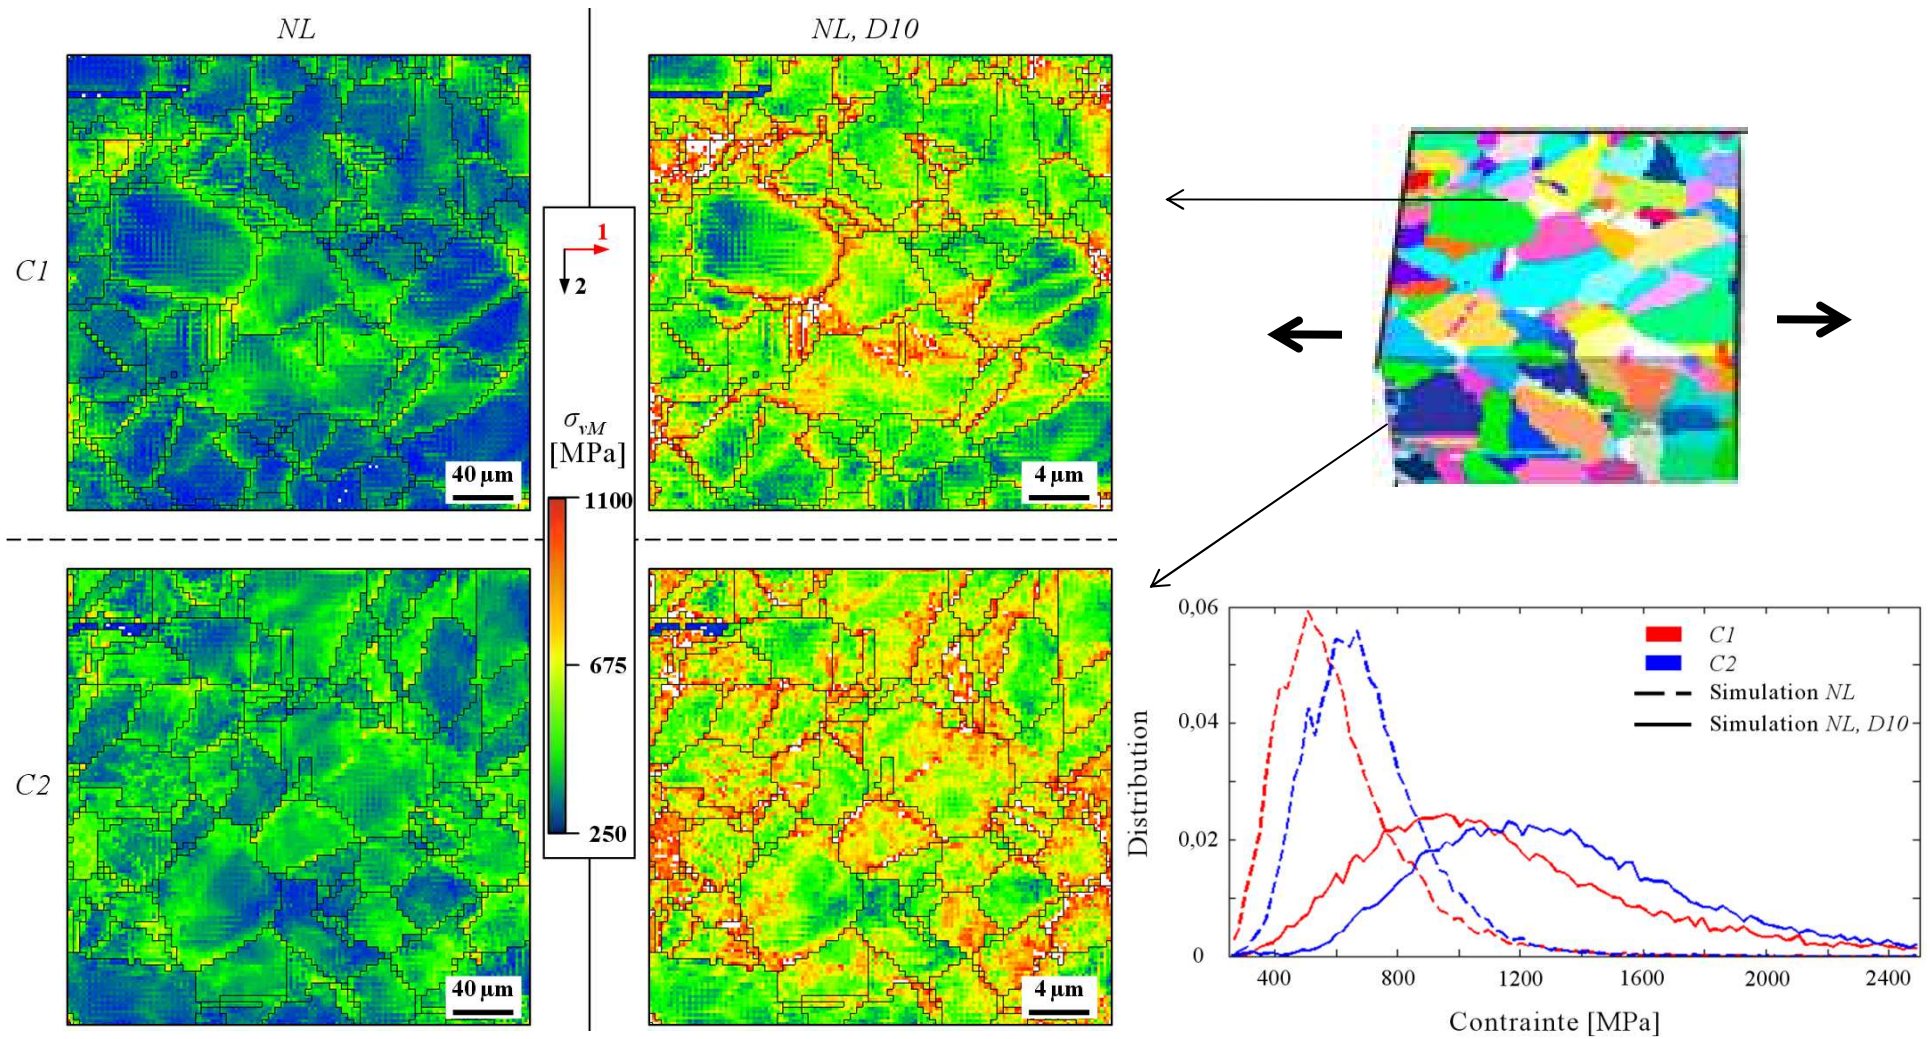 NL
NL, D10
C1
40 μm
4 μm
1
2
σvM
[MPa]
1100
675
250
C2
40 μm
4 μm
0,06
0,04
0,02
0
Distribution
C1
C2
Simulation NL
Simulation NL, D10
400
800
1200
1600
2000
2400
Contrainte [MPa]